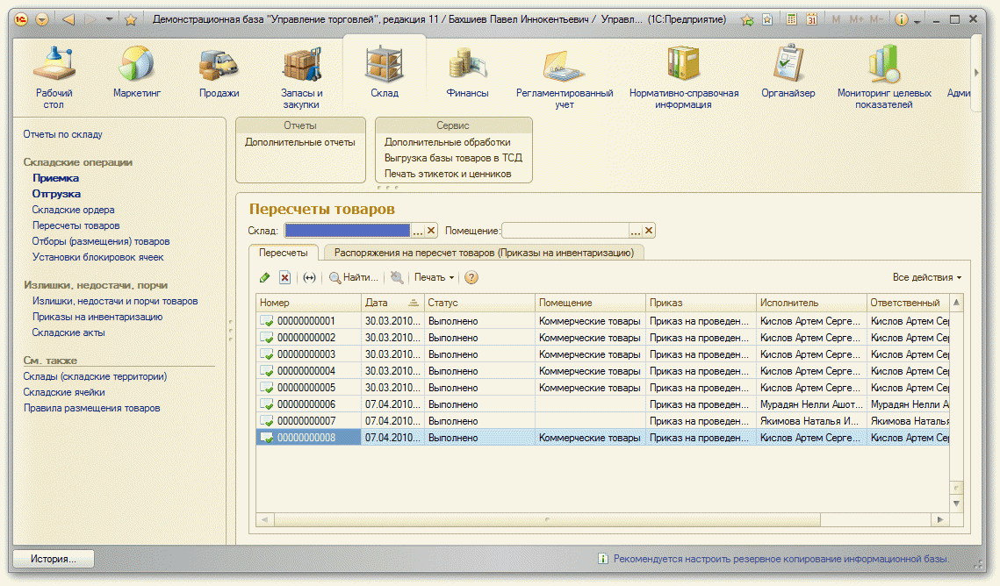 Демонстрационная база "Управление торговлей", редакция 11 / Бахшиев Павел Иннокентьевич / Управл... (1С:Предприятие)
M M+ M-
Рабочий стол
Маркетинг
Продажи
Запасы и закупки
Склад
Финансы
Регламентированный учет
Нормативно-справочная информация
Органайзер
Мониторинг целевых показателей
Адми
Отчеты по складу
Складские операции
Приемка
Отгрузка
Складские ордера
Пересчеты товаров
Отборы (размещения) товаров
Установки блокировок ячеек
Излишки, недостачи, порчи
Излишки, недостачи и порчи товаров
Приказы на инвентаризацию
Складские акты
См. также
Склады (складские территории)
Складские ячейки
Правила размещения товаров
Отчеты
Дополнительные отчеты
Сервис
Дополнительные обработки
Выгрузка базы товаров в ТСД
Печать этикеток и ценников
Пересчеты товаров
Склад: ... Помещение: ...
Пересчеты Распоряжения на пересчет товаров (Приказы на инвентаризацию)
Найти... Печать Все действия
Номер Дата Статус Помещение Приказ Исполнитель Ответственный
00000000001 30.03.2010... Выполнено Коммерческие товары Приказ на проведен... Кислов Артем Серге... Кислов Артем Сер
00000000002 30.03.2010... Выполнено Коммерческие товары Приказ на проведен... Кислов Артем Серге... Кислов Артем Сер
00000000003 30.03.2010... Выполнено Коммерческие товары Приказ на проведен... Кислов Артем Серге... Кислов Артем Сер
00000000004 30.03.2010... Выполнено Коммерческие товары Приказ на проведен... Кислов Артем Серге... Кислов Артем Сер
00000000005 30.03.2010... Выполнено Коммерческие товары Приказ на проведен... Кислов Артем Серге... Кислов Артем Сер
00000000006 07.04.2010... Выполнено Приказ на проведен... Мурадян Нелли Ашот... Мурадян Нелли А
00000000007 07.04.2010... Выполнено Приказ на проведен... Якимова Наталья И... Якимова Наталья
00000000008 07.04.2010... Выполнено Коммерческие товары Приказ на проведен... Кислов Артем Серге... Кислов Артем Сер
История...
Рекомендуется настроить резервное копирование информационной базы.